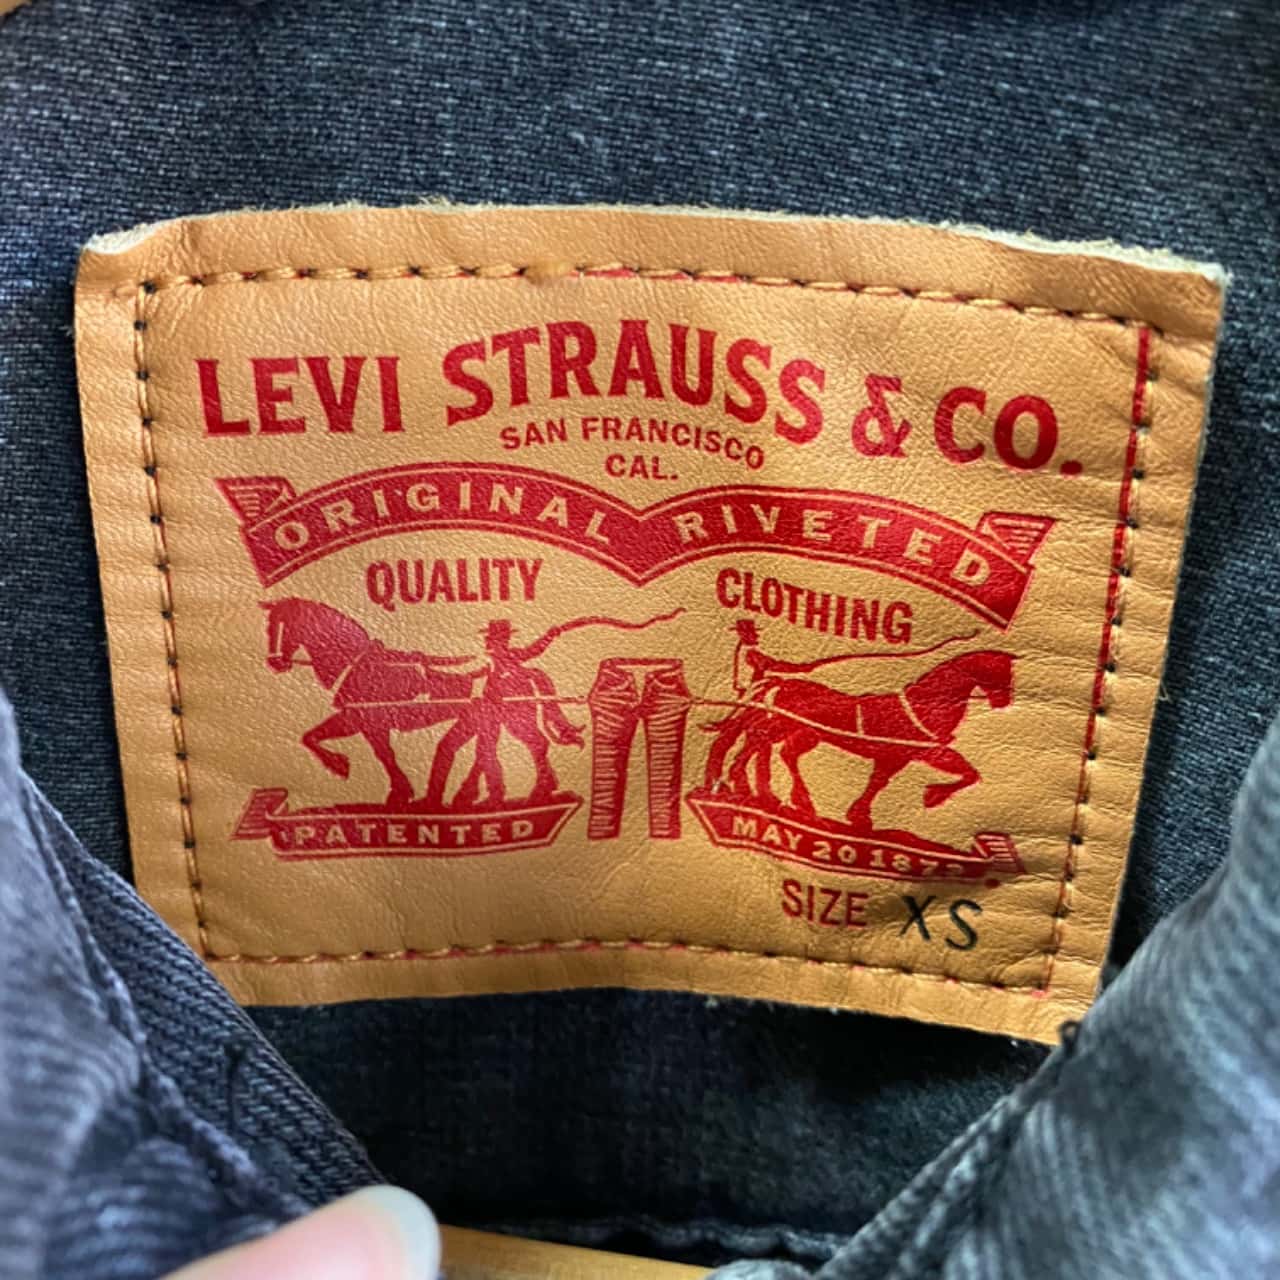 LEVI STRAUSS & CO.
SAN FRANCISCO
CAL.
ORIGINAL RIVETED
QUALITY CLOTHING
PATENTED MAY 20 1873
SIZE XS